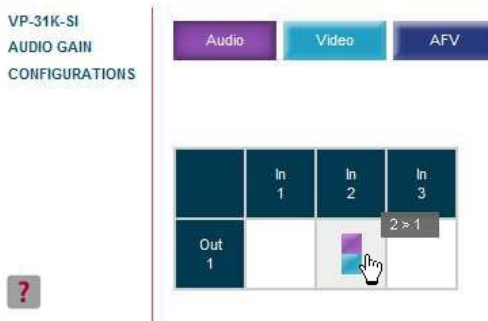 VP-31K-SI
AUDIO GAIN
CONFIGURATIONS
Audio
Video
AFV
In
1
In
2
In
3
2 » 1
Out
1
?